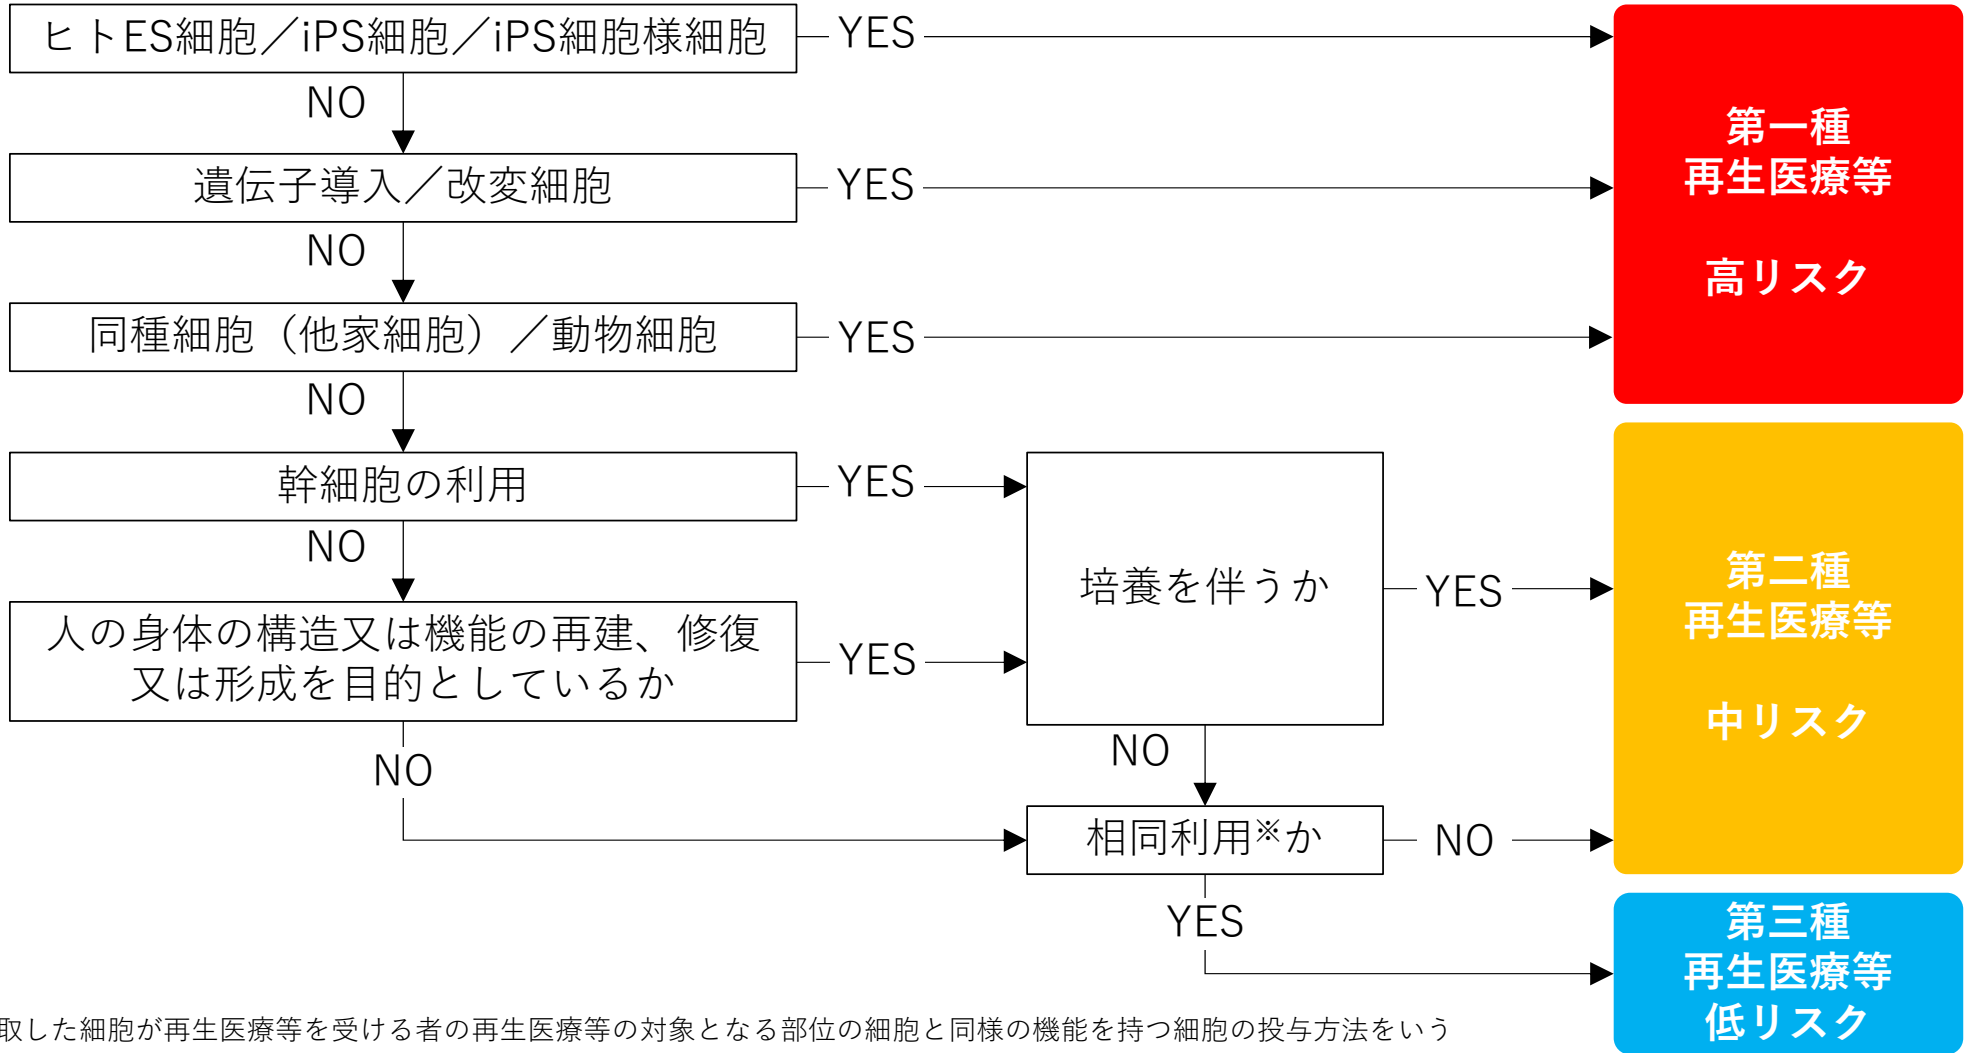 ヒトES細胞／iPS細胞／iPS細胞様細胞
YES
NO
遺伝子導入／改変細胞
YES
NO
同種細胞（他家細胞）／動物細胞
YES
NO
第一種
再生医療等
高リスク
幹細胞の利用
YES
NO
人の身体の構造又は機能の再建、修復
又は形成を目的としているか
YES
NO
培養を伴うか
YES
NO
相同利用※か
NO
YES
第二種
再生医療等
中リスク
第三種
再生医療等
低リスク
取した細胞が再生医療等を受ける者の再生医療等の対象となる部位の細胞と同様の機能を持つ細胞の投与方法をいう